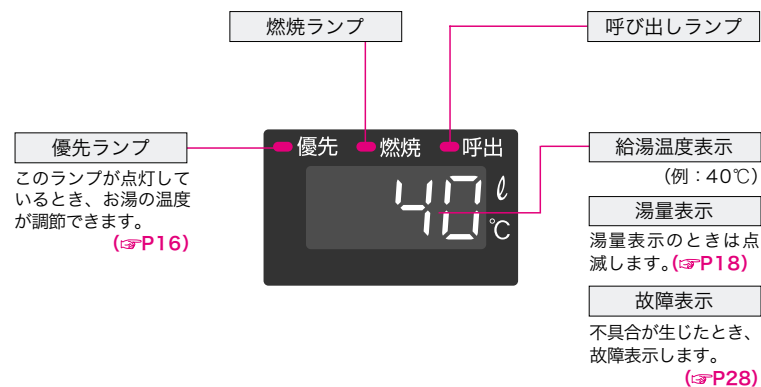 燃焼ランプ
呼び出しランプ
優先ランプ
このランプが点灯して
いるとき、お湯の温度
が調節できます。
(☞P16)
優先 燃焼 呼出
40 ℓ
℃
給湯温度表示
(例：40℃)
湯量表示
湯量表示のときは点
滅します。(☞P18)
故障表示
不具合が生じたとき、
故障表示します。
(☞P28)